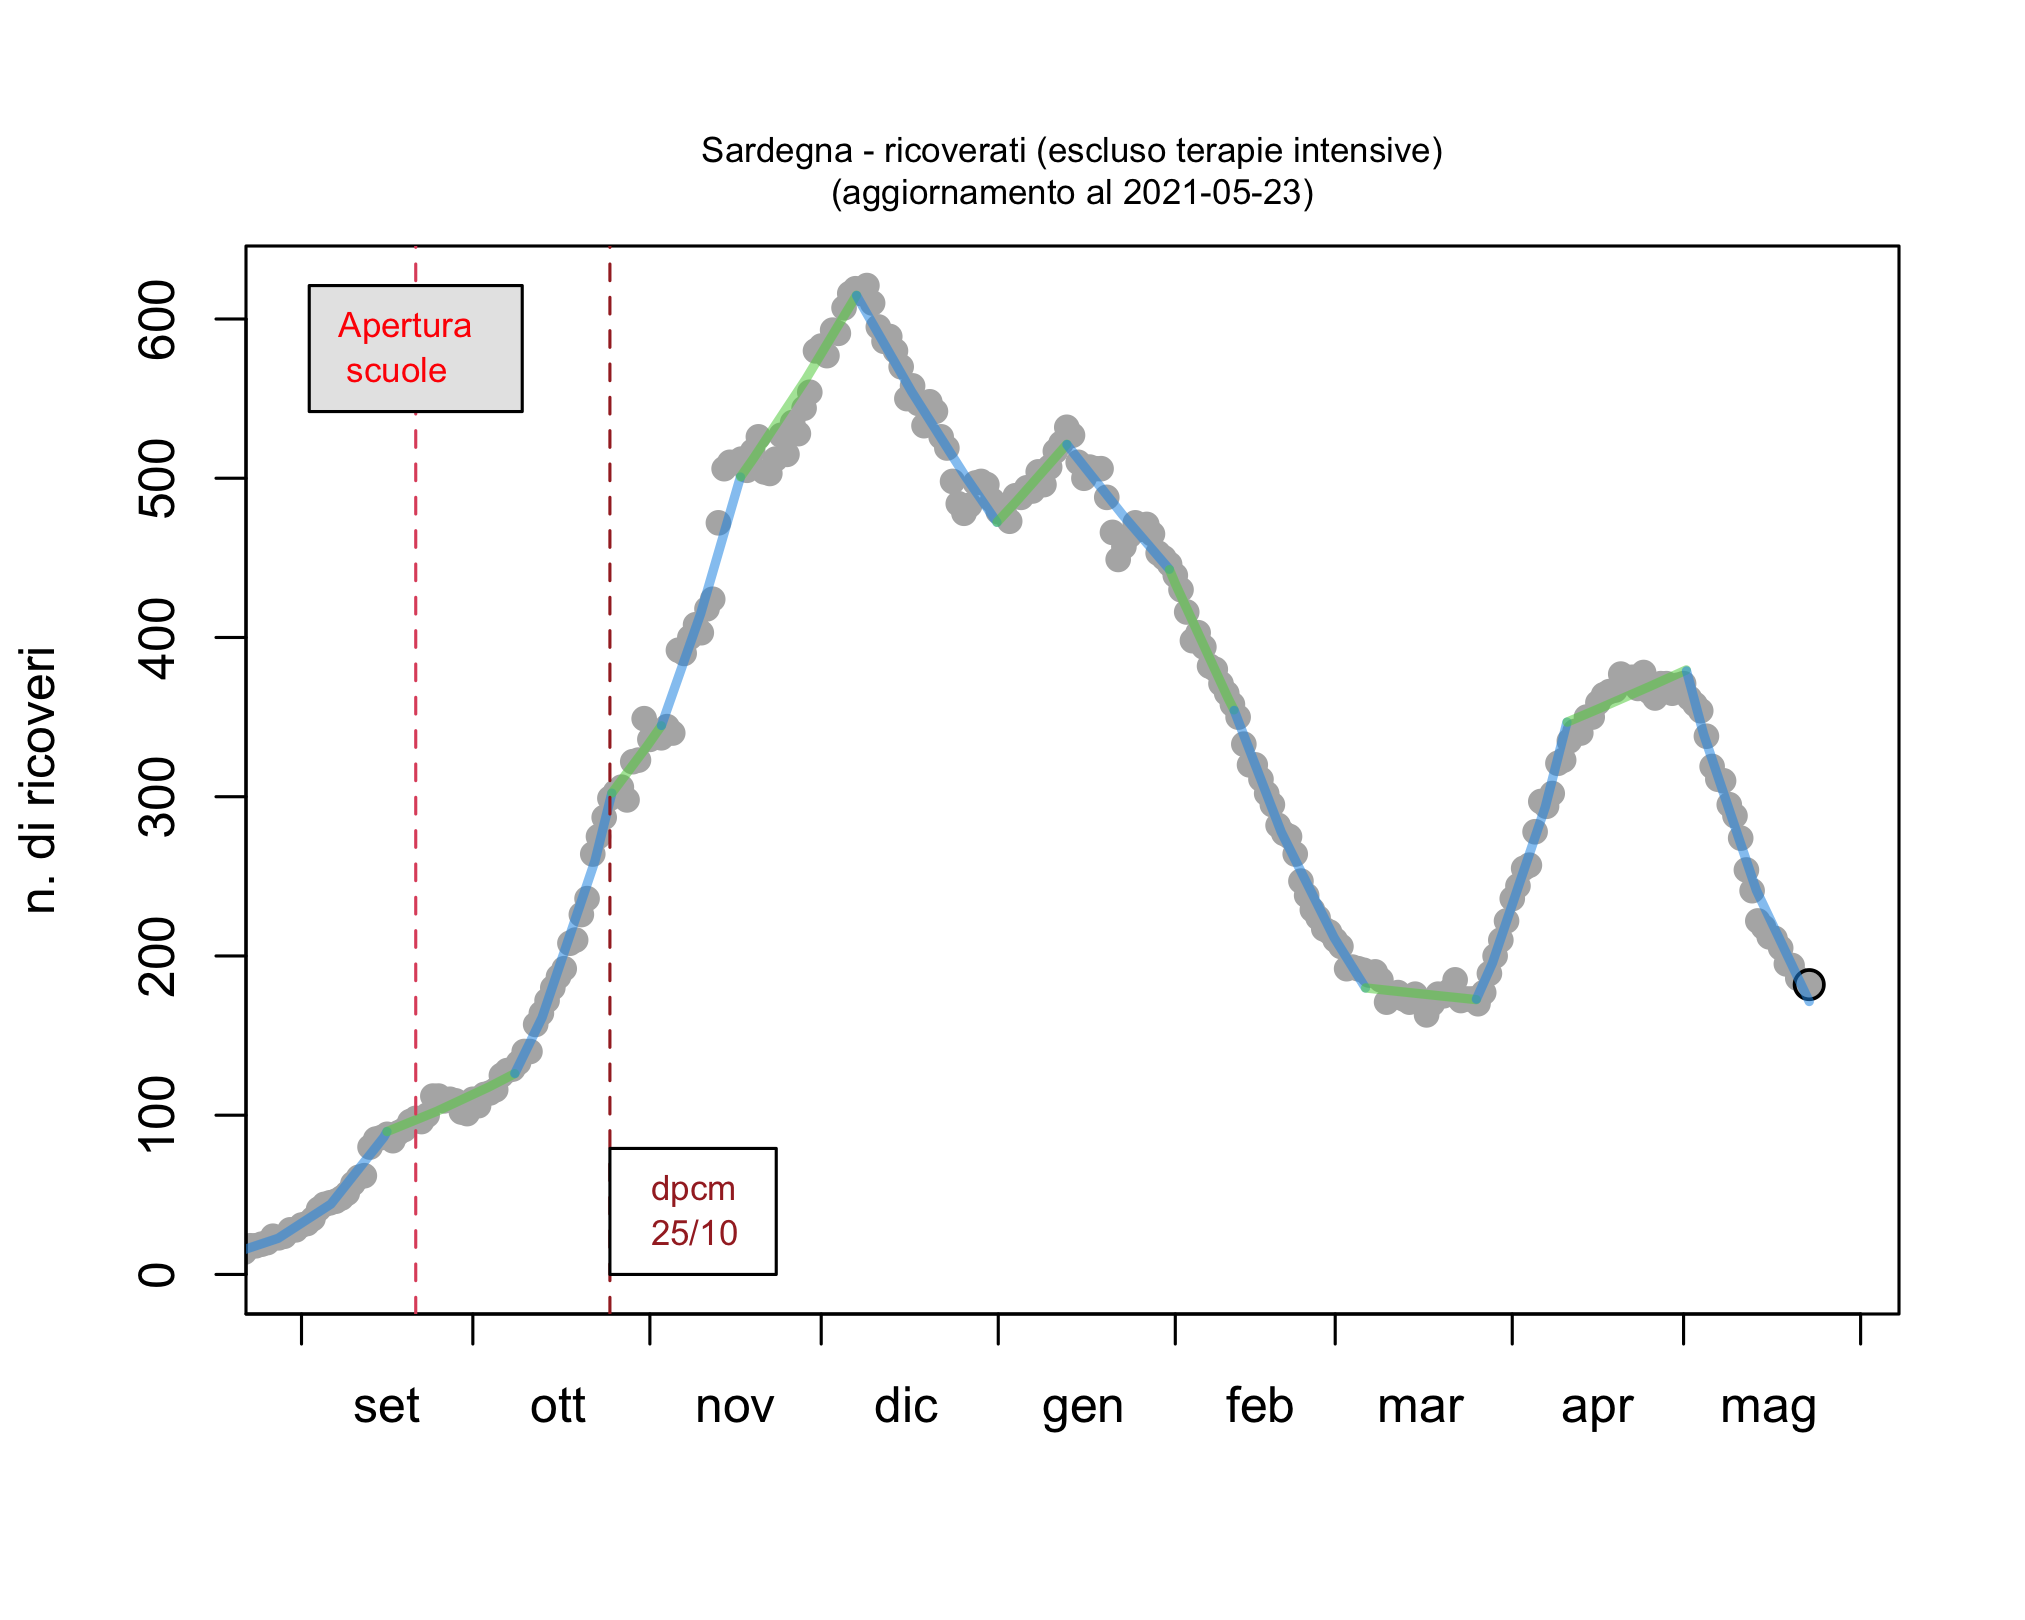 Sardegna - ricoverati (escluso terapie intensive)
(aggiornamento al 2021-05-23)
n. di ricoveri
600
500
400
300
200
100
0
Apertura
scuole
dpcm
25/10
set ott nov dic gen feb mar apr mag